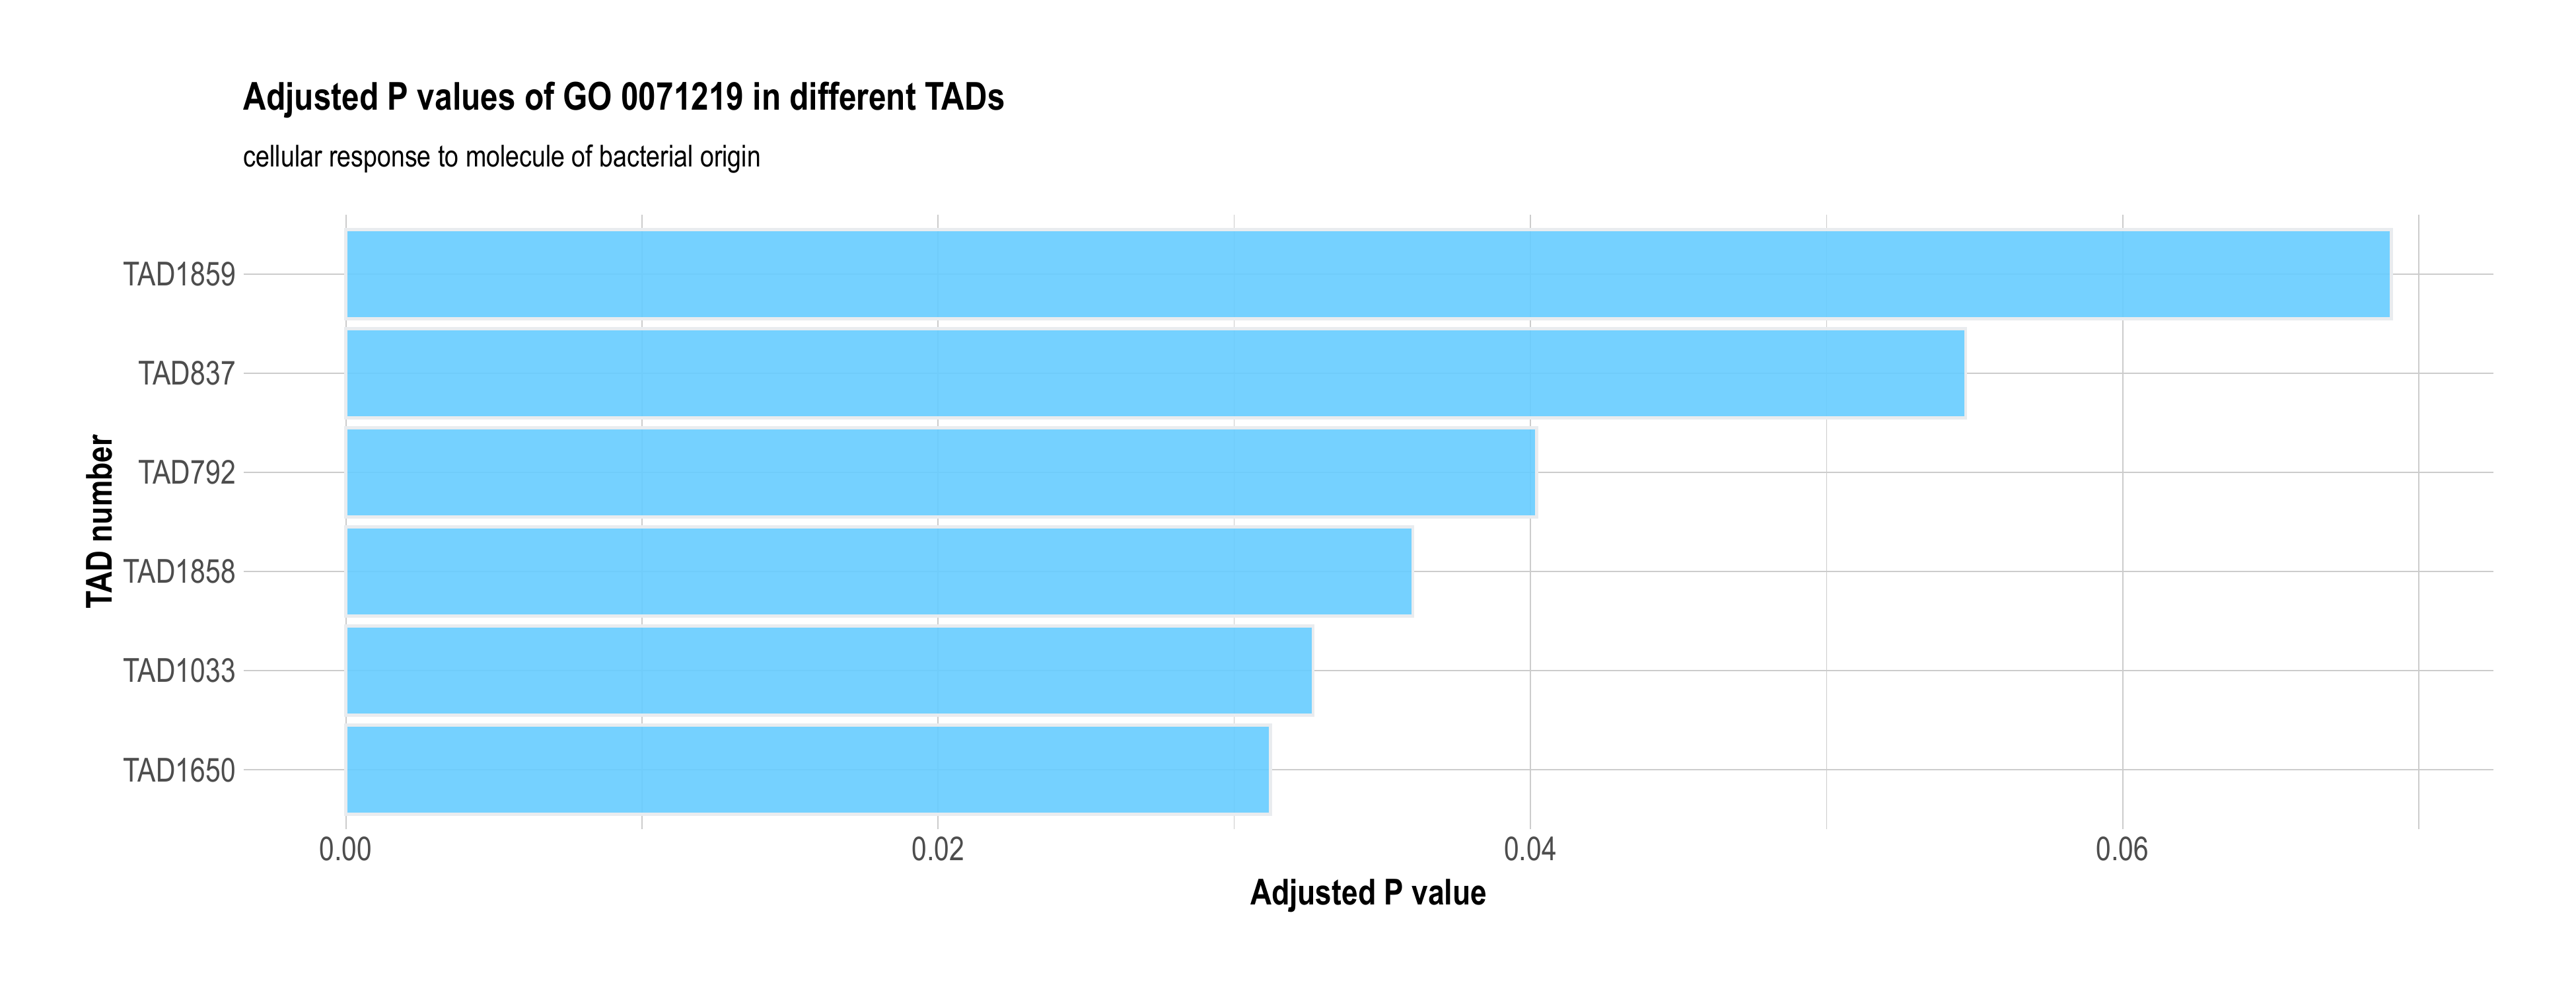 Adjusted P values of GO 0071219 in different TADs
cellular response to molecule of bacterial origin
TAD number
TAD1859
TAD837
TAD792
TAD1858
TAD1033
TAD1650
0.00 0.02 0.04 0.06
Adjusted P value